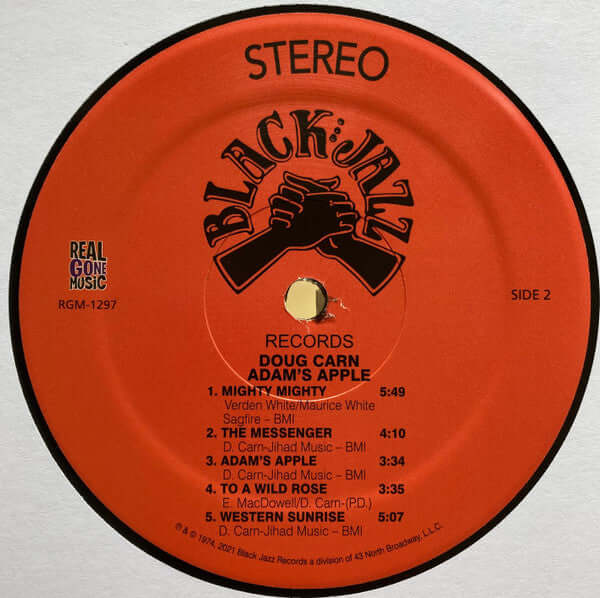 STEREO
BLACK JAZZ
REAL
GONE
MUSIC
RGM-1297
SIDE 2
RECORDS
DOUG CARN
ADAM'S APPLE
1. MIGHTY MIGHTY 5:49
Verden White/Maurice White
Sagfire – BMI
2. THE MESSENGER 4:10
D. Carn-Jihad Music – BMI
3. ADAM'S APPLE 3:34
D. Carn-Jihad Music – BMI
4. TO A WILD ROSE 3:35
E. MacDowell/D. Carn-(P.D.)
5. WESTERN SUNRISE 5:07
D. Carn-Jihad Music – BMI
℗ & © 1974, 2021 Black Jazz Records a division of 43 North Broadway, L.L.C.